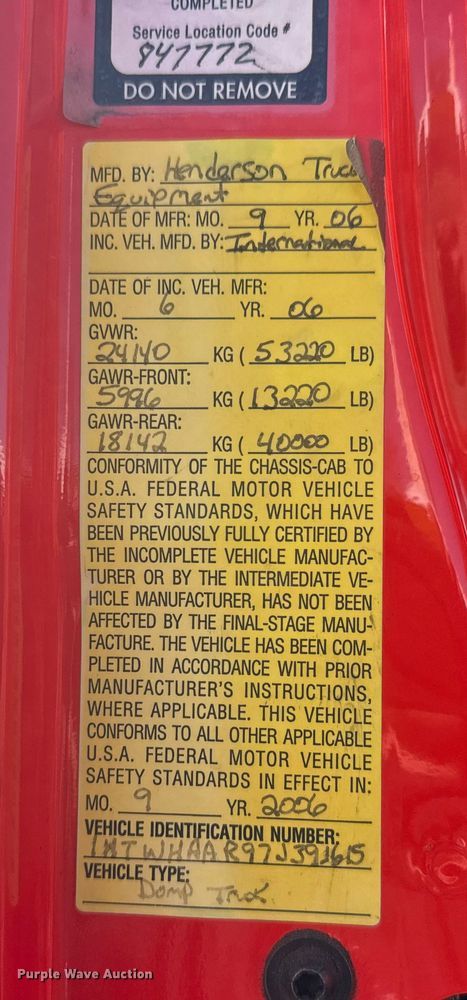 COMPLETED
Service Location Code #
847772
DO NOT REMOVE
MFD. BY: Henderson Truck
Equipment
DATE OF MFR: MO. 9 YR. 06
INC. VEH. MFD. BY: International
DATE OF INC. VEH. MFR:
MO. 6 YR. 06
GVWR:
24140 KG ( 53220 LB)
GAWR-FRONT:
5996 KG ( 13220 LB)
GAWR-REAR:
18142 KG ( 40000 LB)
CONFORMITY OF THE CHASSIS-CAB TO
U.S.A. FEDERAL MOTOR VEHICLE
SAFETY STANDARDS, WHICH HAVE
BEEN PREVIOUSLY FULLY CERTIFIED BY
THE INCOMPLETE VEHICLE MANUFAC-
TURER OR BY THE INTERMEDIATE VE-
HICLE MANUFACTURER, HAS NOT BEEN
AFFECTED BY THE FINAL-STAGE MANU-
FACTURE. THE VEHICLE HAS BEEN COM-
PLETED IN ACCORDANCE WITH PRIOR
MANUFACTURER'S INSTRUCTIONS,
WHERE APPLICABLE. THIS VEHICLE
CONFORMS TO ALL OTHER APPLICABLE
U.S.A. FEDERAL MOTOR VEHICLE
SAFETY STANDARDS IN EFFECT IN:
MO. 9 YR. 2006
VEHICLE IDENTIFICATION NUMBER:
1HTWHAAR97J391615
VEHICLE TYPE:
Dump Truck
Purple Wave Auction